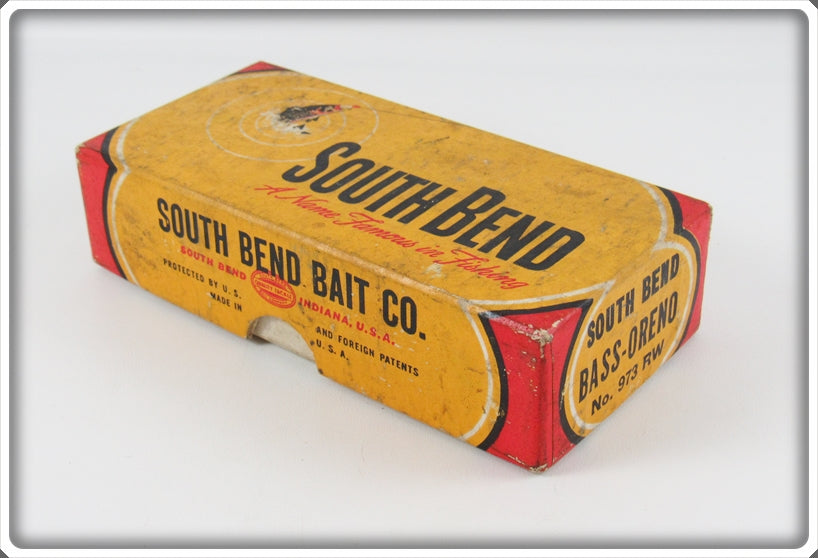 SOUTH BEND
A Name Famous in Fishing
SOUTH BEND BAIT CO.
SOUTH BEND INDIANA, U.S.A.
PROTECTED BY U.S. AND FOREIGN PATENTS
MADE IN U.S.A.
SOUTH BEND
BASS-ORENO
No. 973 RW